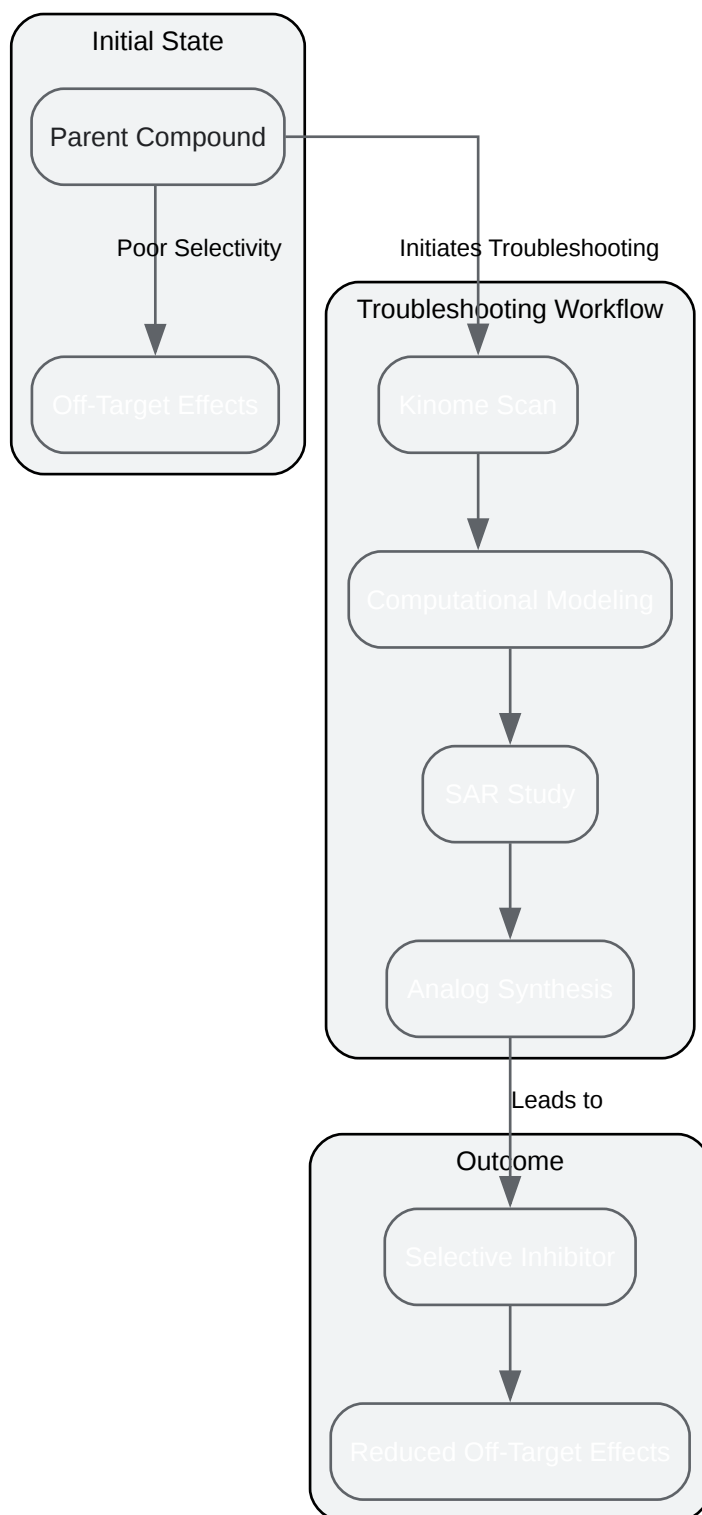 Initial State
Parent Compound
Poor Selectivity
Initiates Troubleshooting
Troubleshooting Workflow
Off-Target Effects
Kinome Scan
Computational Modeling
SAR Study
Analog Synthesis
Leads to
Outcome
Selective Inhibitor
Reduced Off-Target Effects